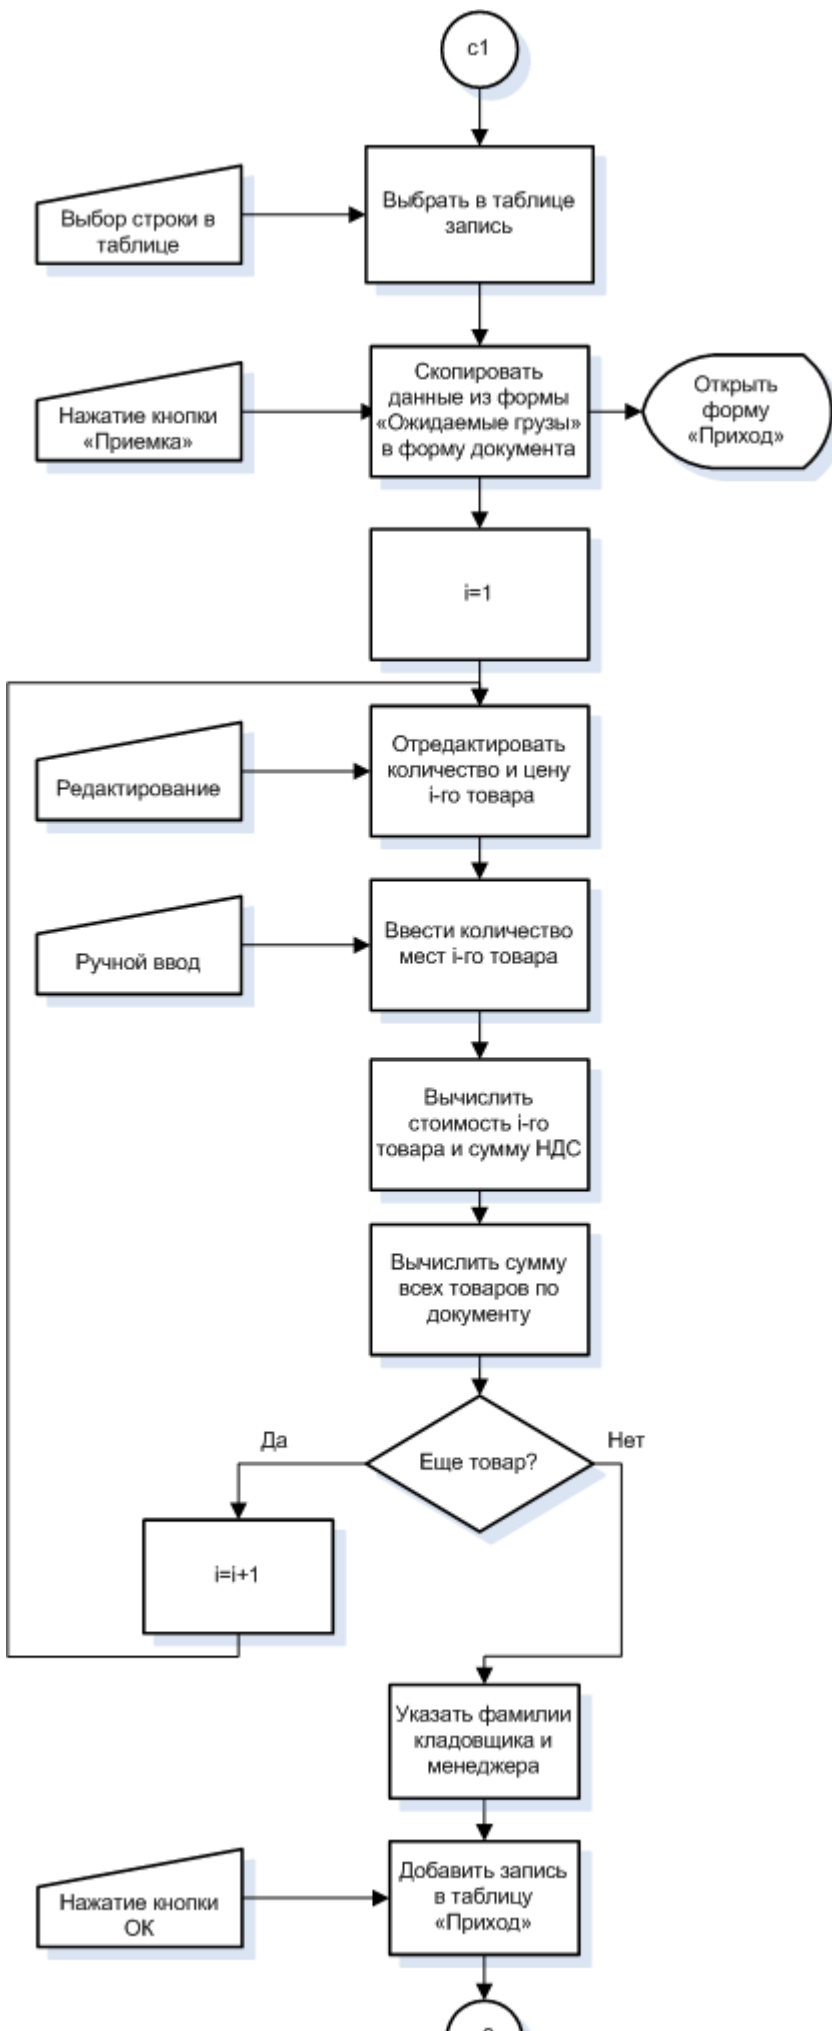 c1
Выбор строки в
таблице
Выбрать в таблице
запись
Нажатие кнопки
«Приемка»
Скопировать
данные из формы
«Ожидаемые грузы»
в форму документа
Открыть
форму
«Приход»
i=1
Редактирование
Отредактировать
количество и цену
i-го товара
Ручной ввод
Ввести количество
мест i-го товара
Вычислить
стоимость i-го
товара и сумму НДС
Вычислить сумму
всех товаров по
документу
Да
Еще товар?
Нет
i=i+1
Указать фамилии
кладовщика и
менеджера
Нажатие кнопки
ОК
Добавить запись
в таблицу
«Приход»